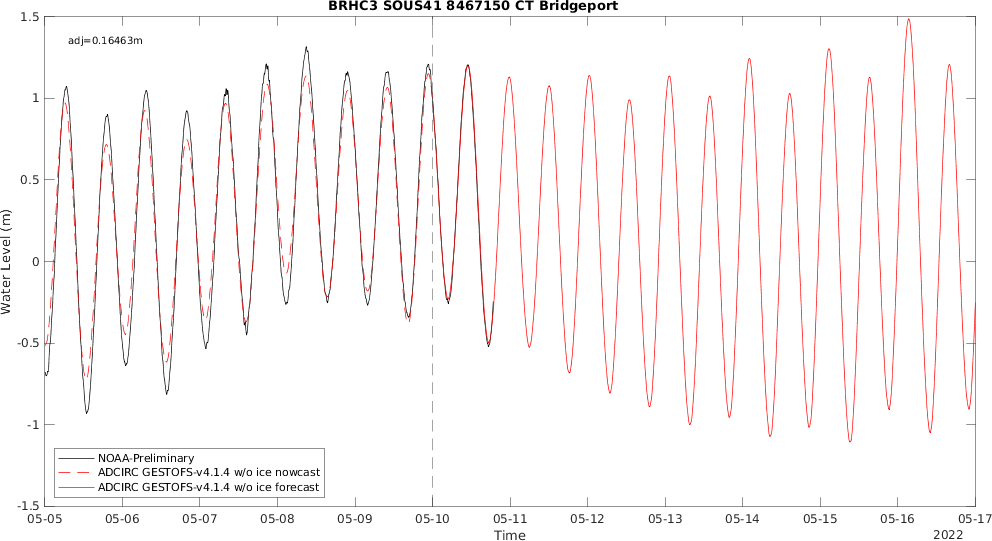 BRHC3 SOUS41 8467150 CT Bridgeport
adj=0.16463m
1.5
1
0.5
0
-0.5
-1
-1.5
Water Level (m)
NOAA-Preliminary
ADCIRC GESTOFS-v4.1.4 w/o ice nowcast
ADCIRC GESTOFS-v4.1.4 w/o ice forecast
05-05 05-06 05-07 05-08 05-09 05-10 05-11 05-12 05-13 05-14 05-15 05-16 05-17
Time
2022